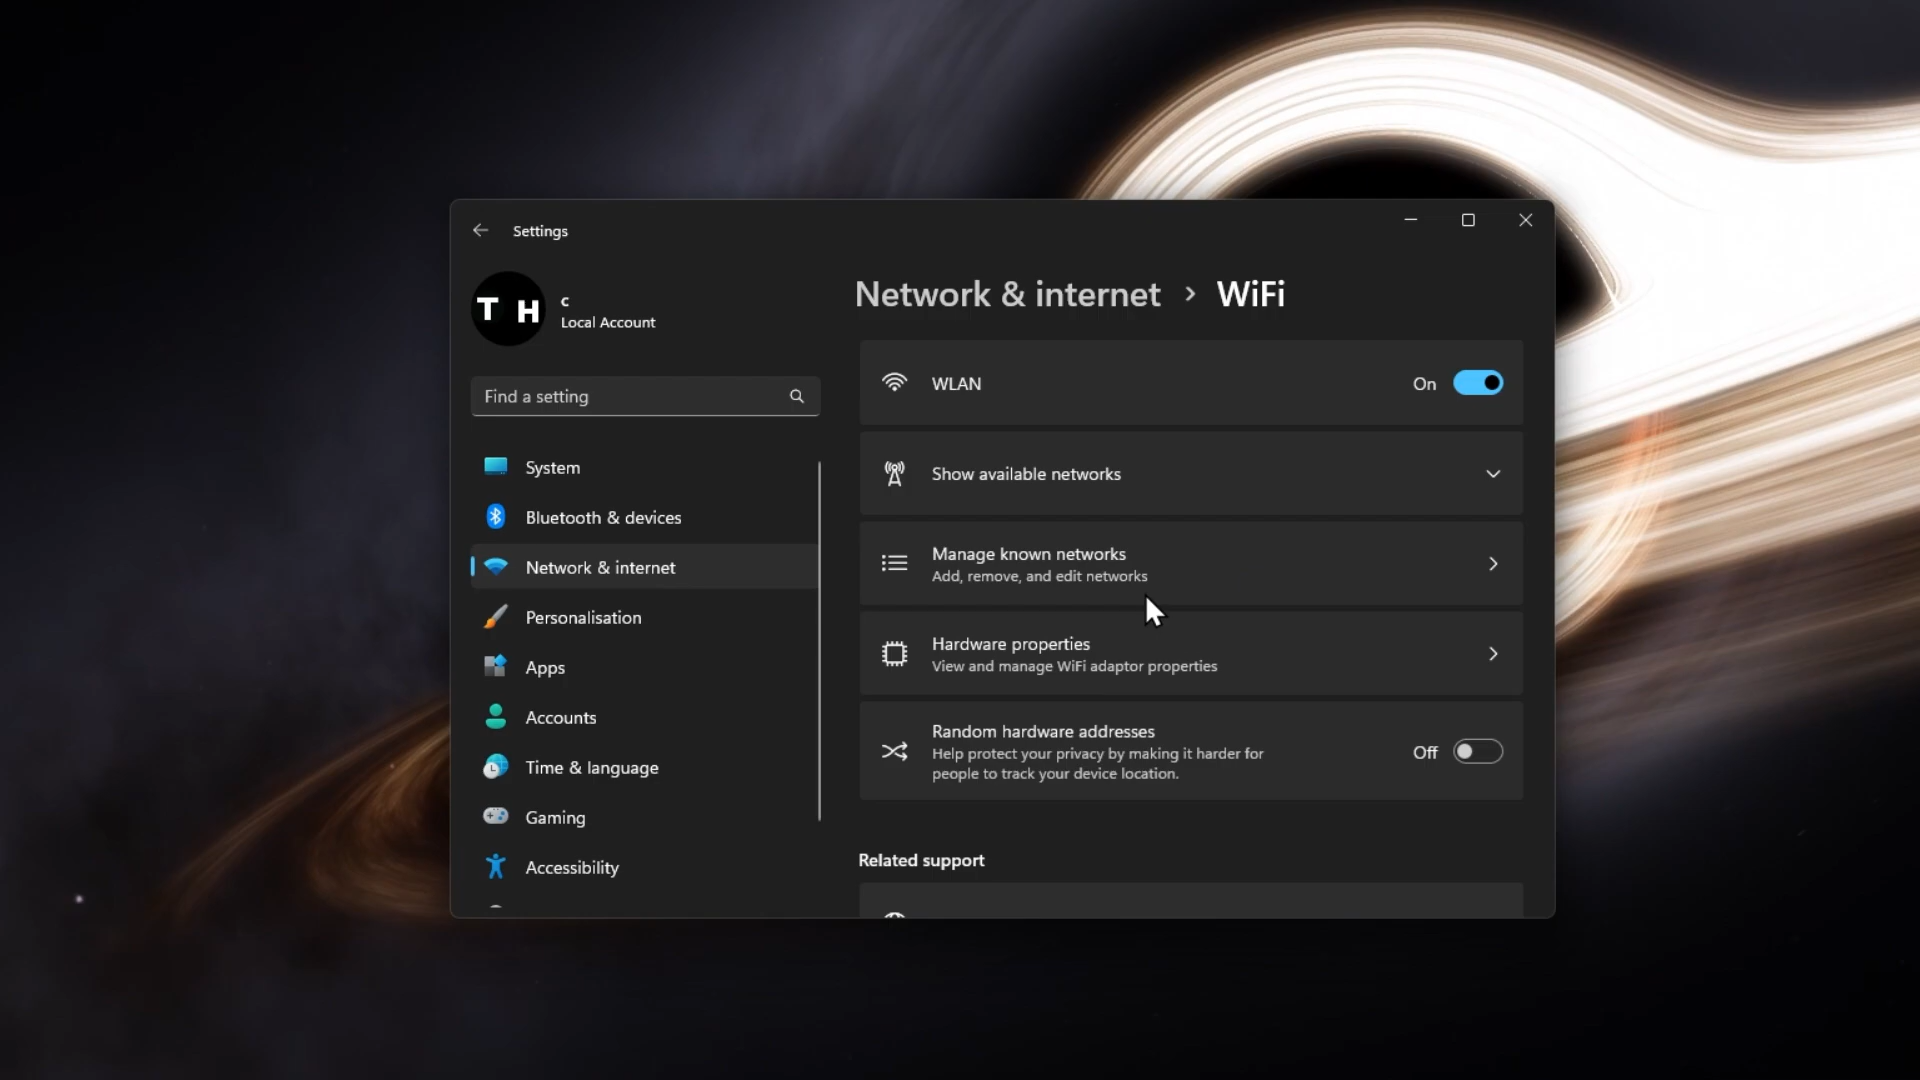 Settings
T H
c
Local Account
Find a setting
System
Bluetooth & devices
Network & internet
Personalisation
Apps
Accounts
Time & language
Gaming
Accessibility
Network & internet › WiFi
WLAN On
Show available networks
Manage known networks
Add, remove, and edit networks
Hardware properties
View and manage WiFi adaptor properties
Random hardware addresses
Help protect your privacy by making it harder for
people to track your device location.
Off
Related support